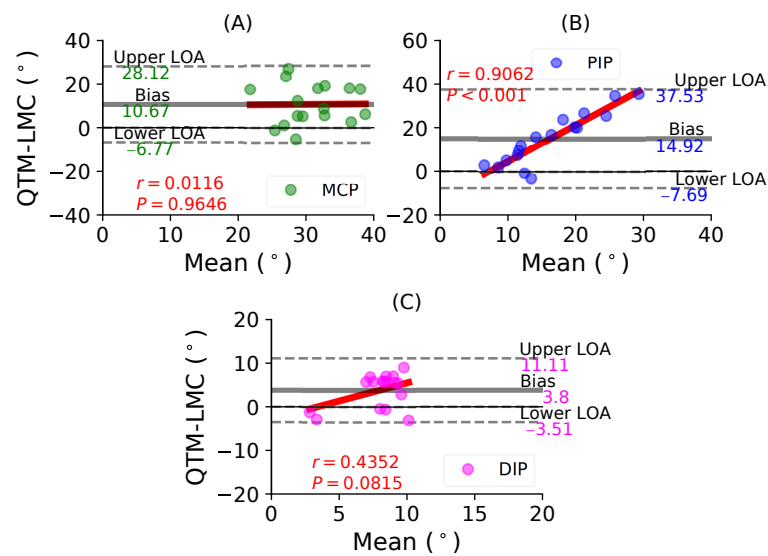 (A)
40
20
0
−20
−40
0
10
20
30
40
QTM-LMC (°)
Mean (°)
Upper LOA
28.12
Bias
10.67
Lower LOA
−6.77
r = 0.0116
P = 0.9646
MCP
(B)
60
40
20
0
−20
0
10
20
30
40
Mean (°)
r = 0.9062
P < 0.001
PIP
Upper LOA
37.53
Bias
14.92
Lower LOA
−7.69
(C)
20
10
0
−10
−20
0
5
10
15
20
QTM-LMC (°)
Mean (°)
Upper LOA
11.11
Bias
3.8
Lower LOA
−3.51
r = 0.4352
P = 0.0815
DIP